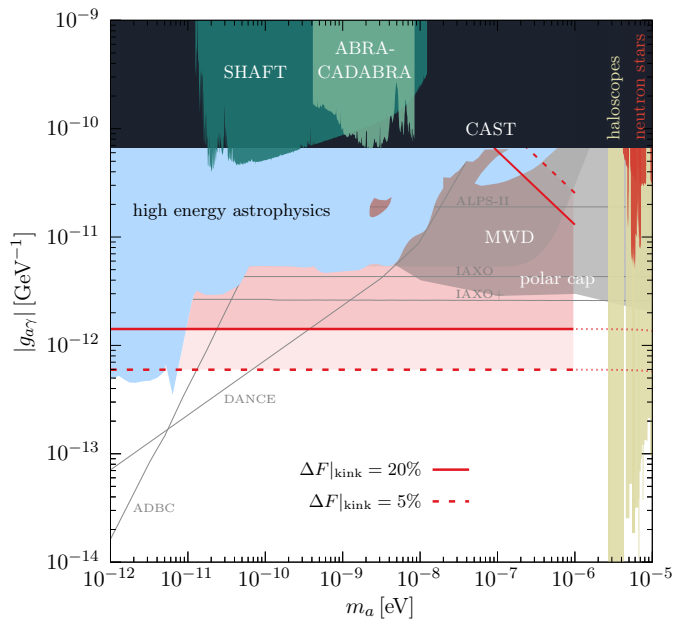 10^−9
10^−10
10^−11
10^−12
10^−13
10^−14
|g_{aγ}| [GeV^−1]
SHAFT
ABRA-
CADABRA
CAST
haloscopes
neutron stars
high energy astrophysics
ALPS-II
MWD
IAXO
polar cap
IAXO+
DANCE
ADBC
ΔF|_kink = 20%
ΔF|_kink = 5%
10^−12
10^−11
10^−10
10^−9
10^−8
10^−7
10^−6
10^−5
m_a [eV]